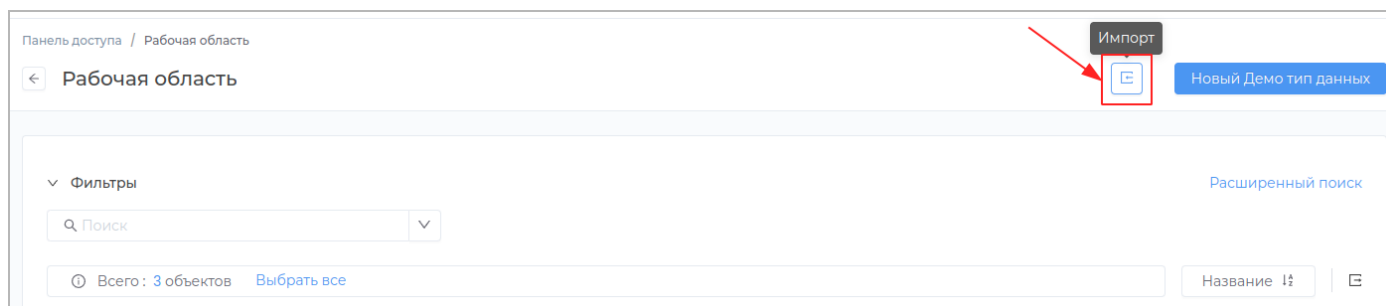 Панель доступа / Рабочая область
Импорт
Рабочая область
Новый Демо тип данных
Фильтры
Расширенный поиск
Поиск
Всего : 3 объектов Выбрать все
Название